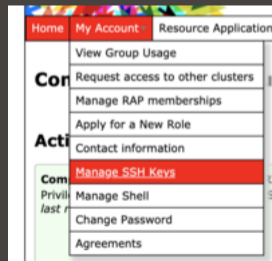 Home My Account Resource Application
View Group Usage
Con Request access to other clusters
Manage RAP memberships
Apply for a New Role
Acti Contact information
Com Manage SSH Keys
Privil Manage Shell
last r
Change Password
Agreements